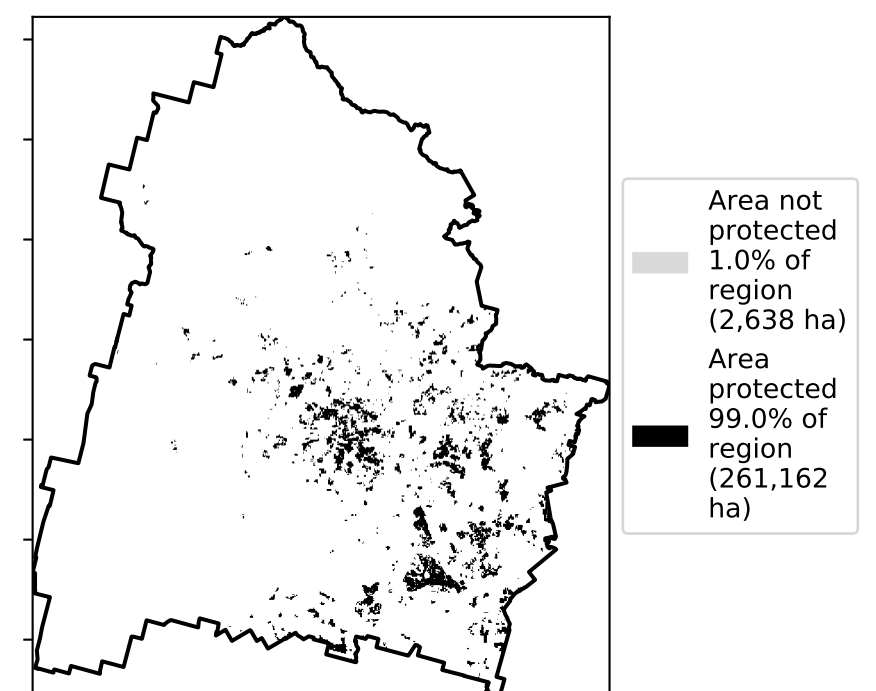 Area not
protected
1.0% of
region
(2,638 ha)
Area
protected
99.0% of
region
(261,162
ha)